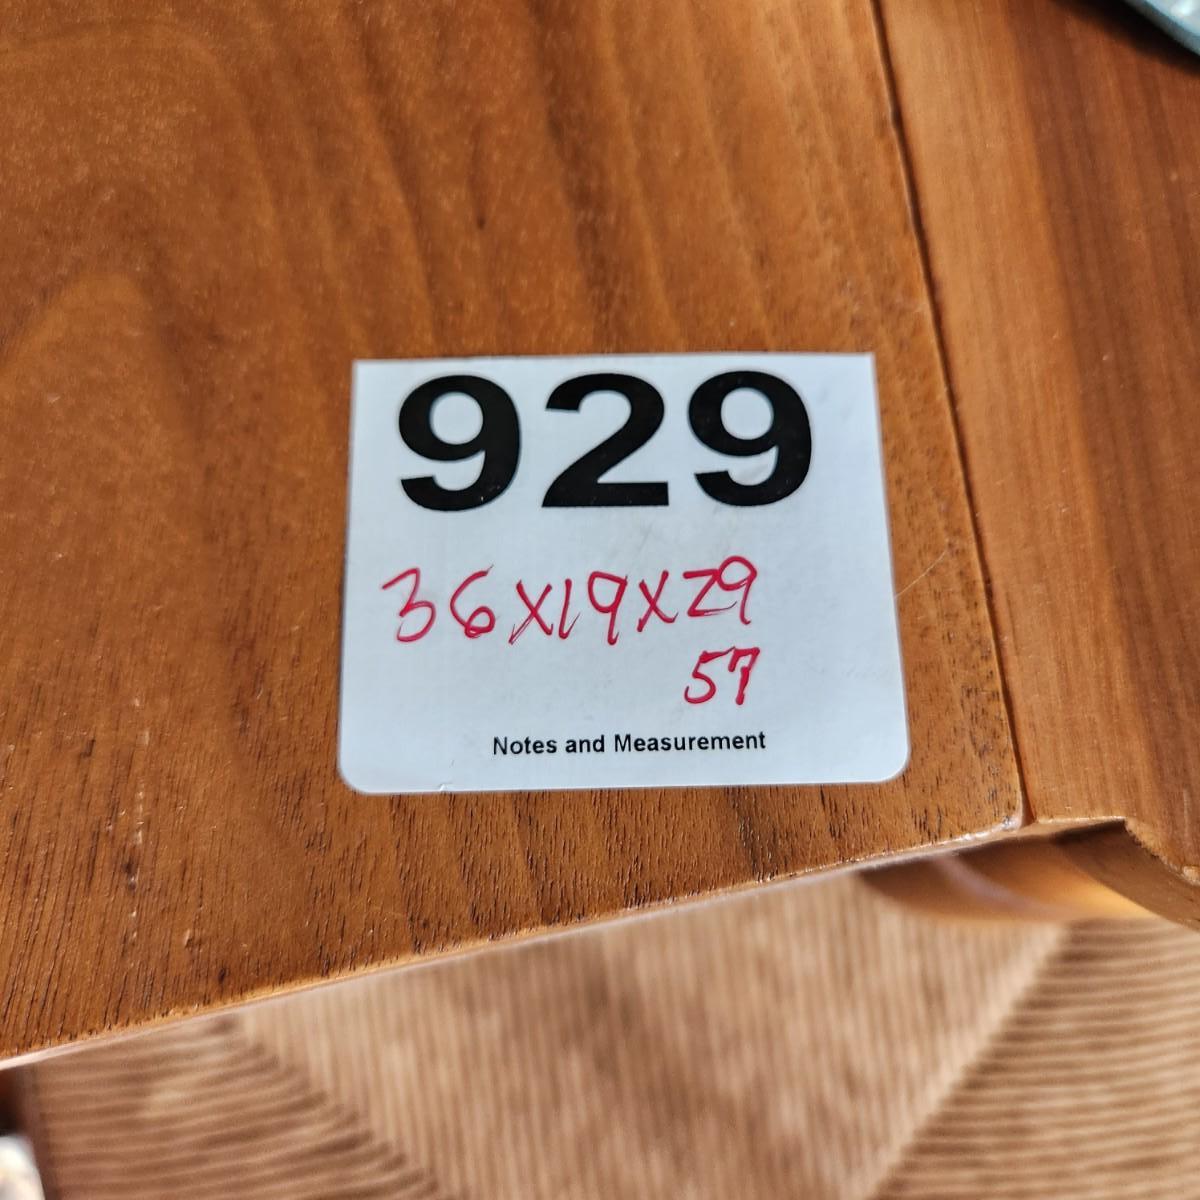 929
36X19X29
57
Notes and Measurement